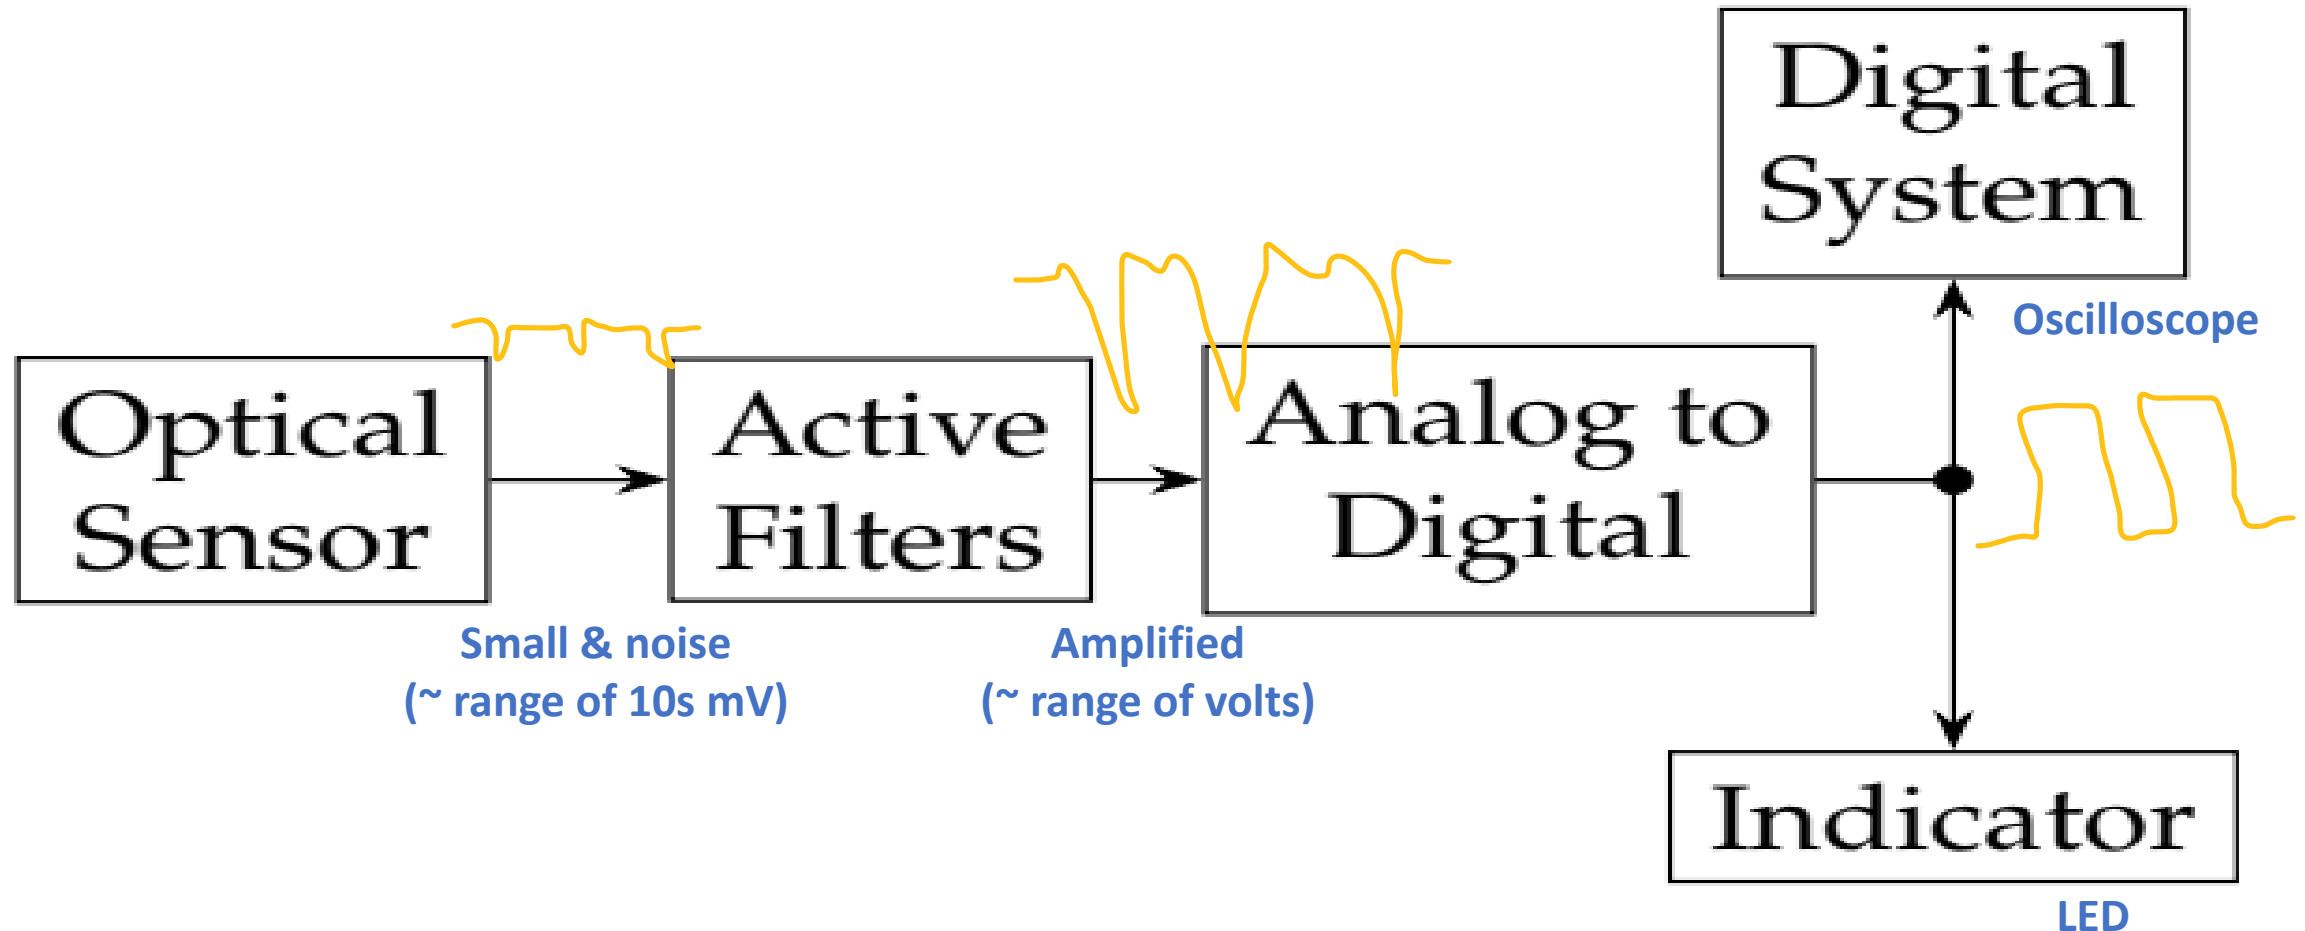 Optical
Sensor
Small & noise
(~ range of 10s mV)
Active
Filters
Amplified
(~ range of volts)
Analog to
Digital
Digital
System
Oscilloscope
Indicator
LED